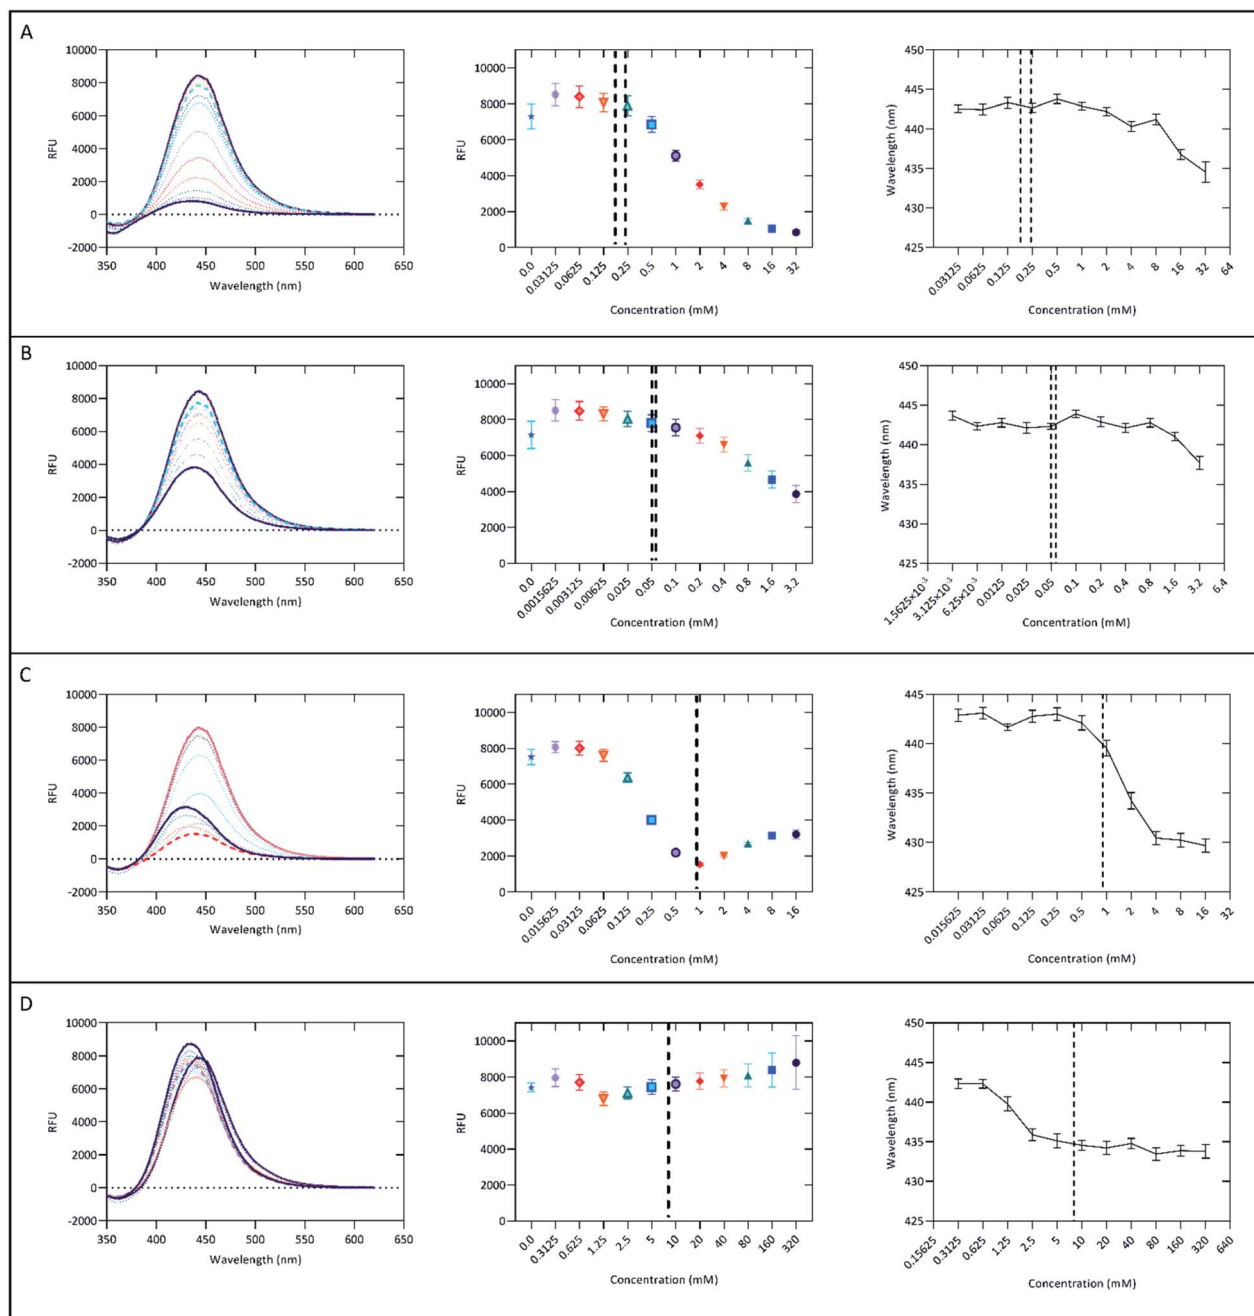 A
10000
8000
6000
4000
2000
0
-2000
RFU
350 400 450 500 550 600 650
Wavelength (nm)
10000
8000
6000
4000
2000
0
RFU
0.0 0.03125 0.0625 0.125 0.25 0.5 1 2 4 8 16 32
Concentration (mM)
450
445
440
435
430
425
Wavelength (nm)
0.03125 0.0625 0.125 0.25 0.5 1 2 4 8 16 32 64
Concentration (mM)
B
10000
8000
6000
4000
2000
0
-2000
RFU
350 400 450 500 550 600 650
Wavelength (nm)
10000
8000
6000
4000
2000
0
RFU
0.0 0.0015625 0.003125 0.00625 0.025 0.05 0.1 0.2 0.4 0.8 1.6 3.2
Concentration (mM)
450
445
440
435
430
425
Wavelength (nm)
1.5625×10⁻³ 3.125×10⁻³ 6.25×10⁻³ 0.0125 0.025 0.05 0.1 0.2 0.4 0.8 1.6 3.2 6.4
Concentration (mM)
C
10000
8000
6000
4000
2000
0
-2000
RFU
350 400 450 500 550 600 650
Wavelength (nm)
10000
8000
6000
4000
2000
0
RFU
0.0 0.015625 0.03125 0.0625 0.125 0.25 0.5 1 2 4 8 16
Concentration (mM)
445
440
435
430
425
Wavelength (nm)
0.015625 0.03125 0.0625 0.125 0.25 0.5 1 2 4 8 16 32
Concentration (mM)
D
10000
8000
6000
4000
2000
0
-2000
RFU
350 400 450 500 550 600 650
Wavelength (nm)
10000
8000
6000
4000
2000
0
RFU
0.0 0.3125 0.625 1.25 2.5 5 10 20 40 80 160 320
Concentration (mM)
450
445
440
435
430
425
Wavelength (nm)
0.15625 0.3125 0.625 1.25 2.5 5 10 20 40 80 160 320 640
Concentration (mM)